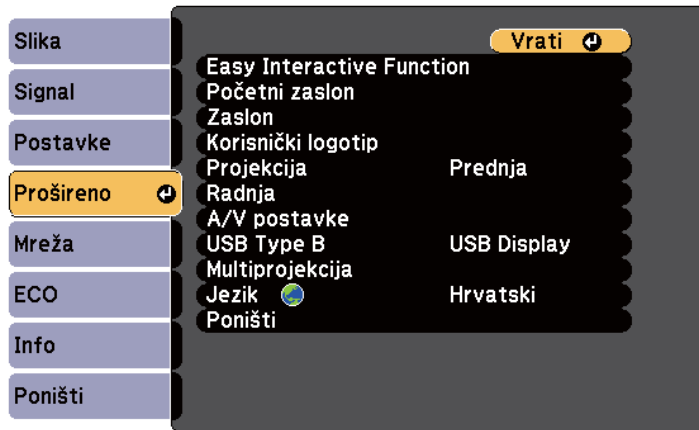 Slika
Signal
Postavke
Prošireno
Mreža
ECO
Info
Poništi
Vrati
Easy Interactive Function
Početni zaslon
Zaslon
Korisnički logotip
Projekcija Prednja
Radnja
A/V postavke
USB Type B USB Display
Multiprojekcija
Jezik Hrvatski
Poništi